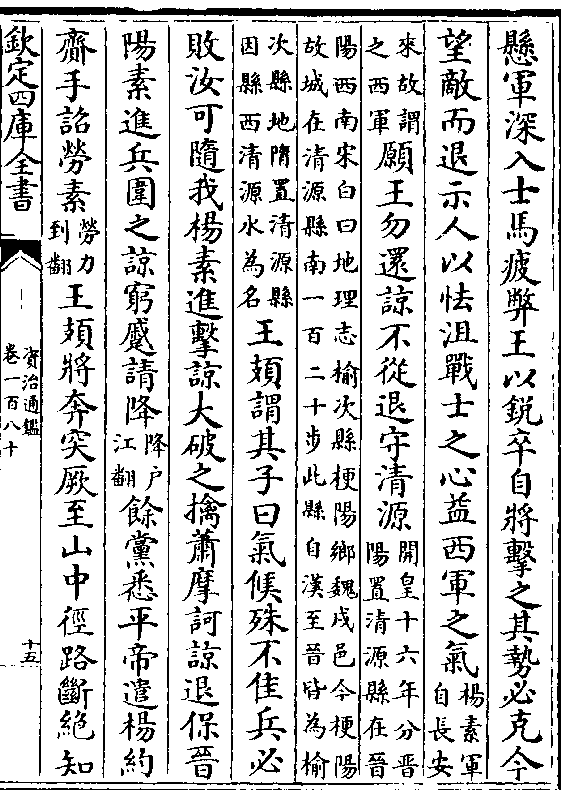 懸軍深入士馬疲弊王以銳卒自將擊之其勢必克今
望敵而退示人以怯沮戰士之心益西軍之氣楊素軍自長安
來故謂之西軍願王勿還諒不從退守清源開皇十六年分晉陽置清源縣在晉
陽西南宋白曰地理志榆次縣梗陽鄉魏戊邑今梗陽
故城在清源縣南一百二十步此縣自漢至晉皆為榆
次縣地隋置清源縣因縣西清源水為名王頍謂其子曰氣候殊不佳兵必
敗汝可隨我楊素進擊諒大破之擒蕭摩訶諒退保晉
陽素進兵圍之諒窮蹙請降降户江翻餘黨悉平帝遣楊約
齎手詔勞素勞力到翻王頍將奔突厥至山中徑路斷絕知
欽定四庫全書
資治通鑑
卷一百八十
十五